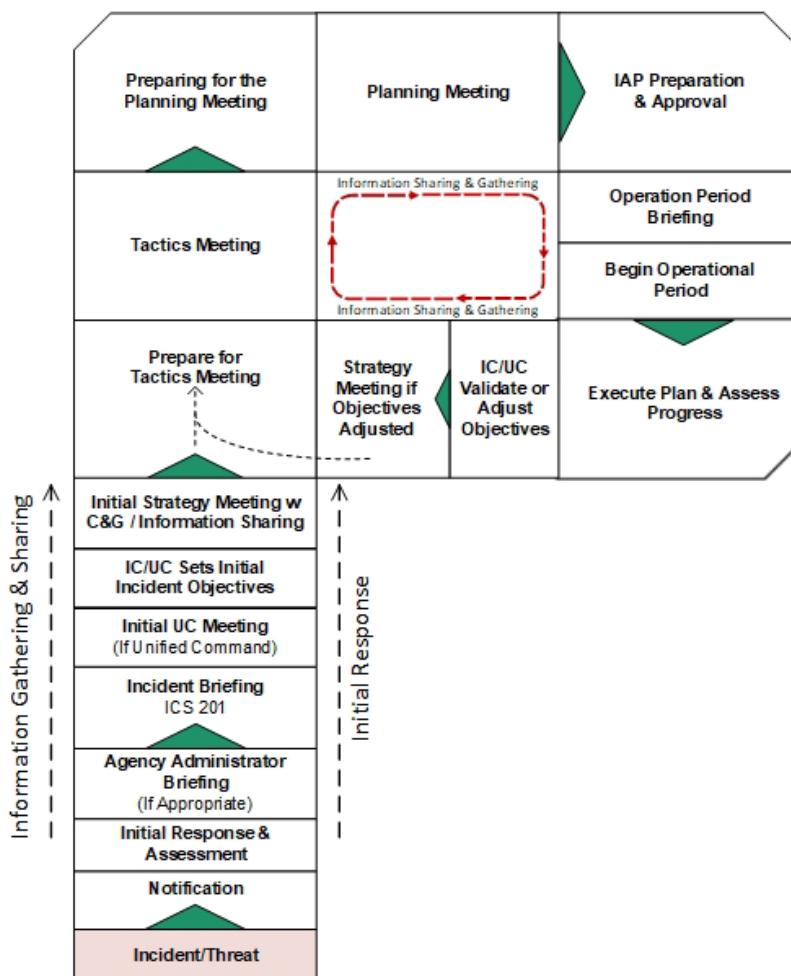 Preparing for the
Planning Meeting
Planning Meeting
IAP Preparation
& Approval
Information Sharing & Gathering
Tactics Meeting
Information Sharing & Gathering
Operation Period
Briefing
Begin Operational
Period
Prepare for
Tactics Meeting
Strategy
Meeting if
Objectives
Adjusted
IC/UC
Validate or
Adjust
Objectives
Execute Plan & Assess
Progress
Initial Strategy Meeting w
C&G / Information Sharing
IC/UC Sets Initial
Incident Objectives
Initial UC Meeting
(If Unified Command)
Incident Briefing
ICS 201
Agency Administrator
Briefing
(If Appropriate)
Initial Response &
Assessment
Notification
Incident/Threat
Information Gathering & Sharing
Initial Response